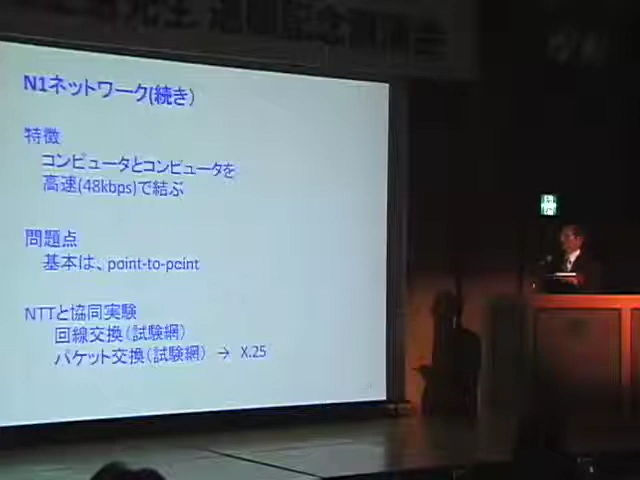 N1ネットワーク(続き)
特徴
コンピュータとコンピュータを
高速(48kbps)で結ぶ
問題点
基本は、point-to-point
NTTと協同実験
回線交換(試験網)
パケット交換(試験網) → X.25